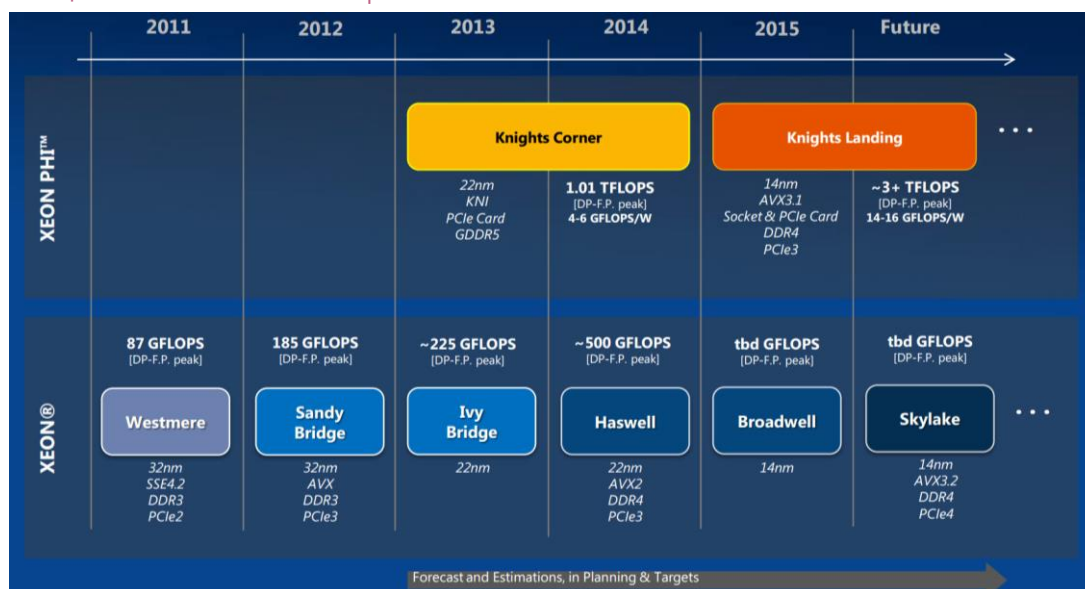 2011 2012 2013 2014 2015 Future
XEON PHI™
Knights Corner
22nm
KNI
PCIe Card
GDDR5
1.01 TFLOPS
[DP-F.P. peak]
4-6 GFLOPS/W
Knights Landing
14nm
AVX3.1
Socket & PCIe Card
DDR4
PCIe3
~3+ TFLOPS
[DP-F.P. peak]
14-16 GFLOPS/W
...
XEON®
87 GFLOPS
[DP-F.P. peak]
Westmere
32nm
SSE4.2
DDR3
PCIe2
185 GFLOPS
[DP-F.P. peak]
Sandy
Bridge
32nm
AVX
DDR3
PCIe3
~225 GFLOPS
[DP-F.P. peak]
Ivy
Bridge
22nm
~500 GFLOPS
[DP-F.P. peak]
Haswell
22nm
AVX2
DDR4
PCIe3
tbd GFLOPS
[DP-F.P. peak]
Broadwell
14nm
tbd GFLOPS
[DP-F.P. peak]
Skylake
14nm
AVX3.2
DDR4
PCIe4
...
Forecast and Estimations, in Planning & Targets